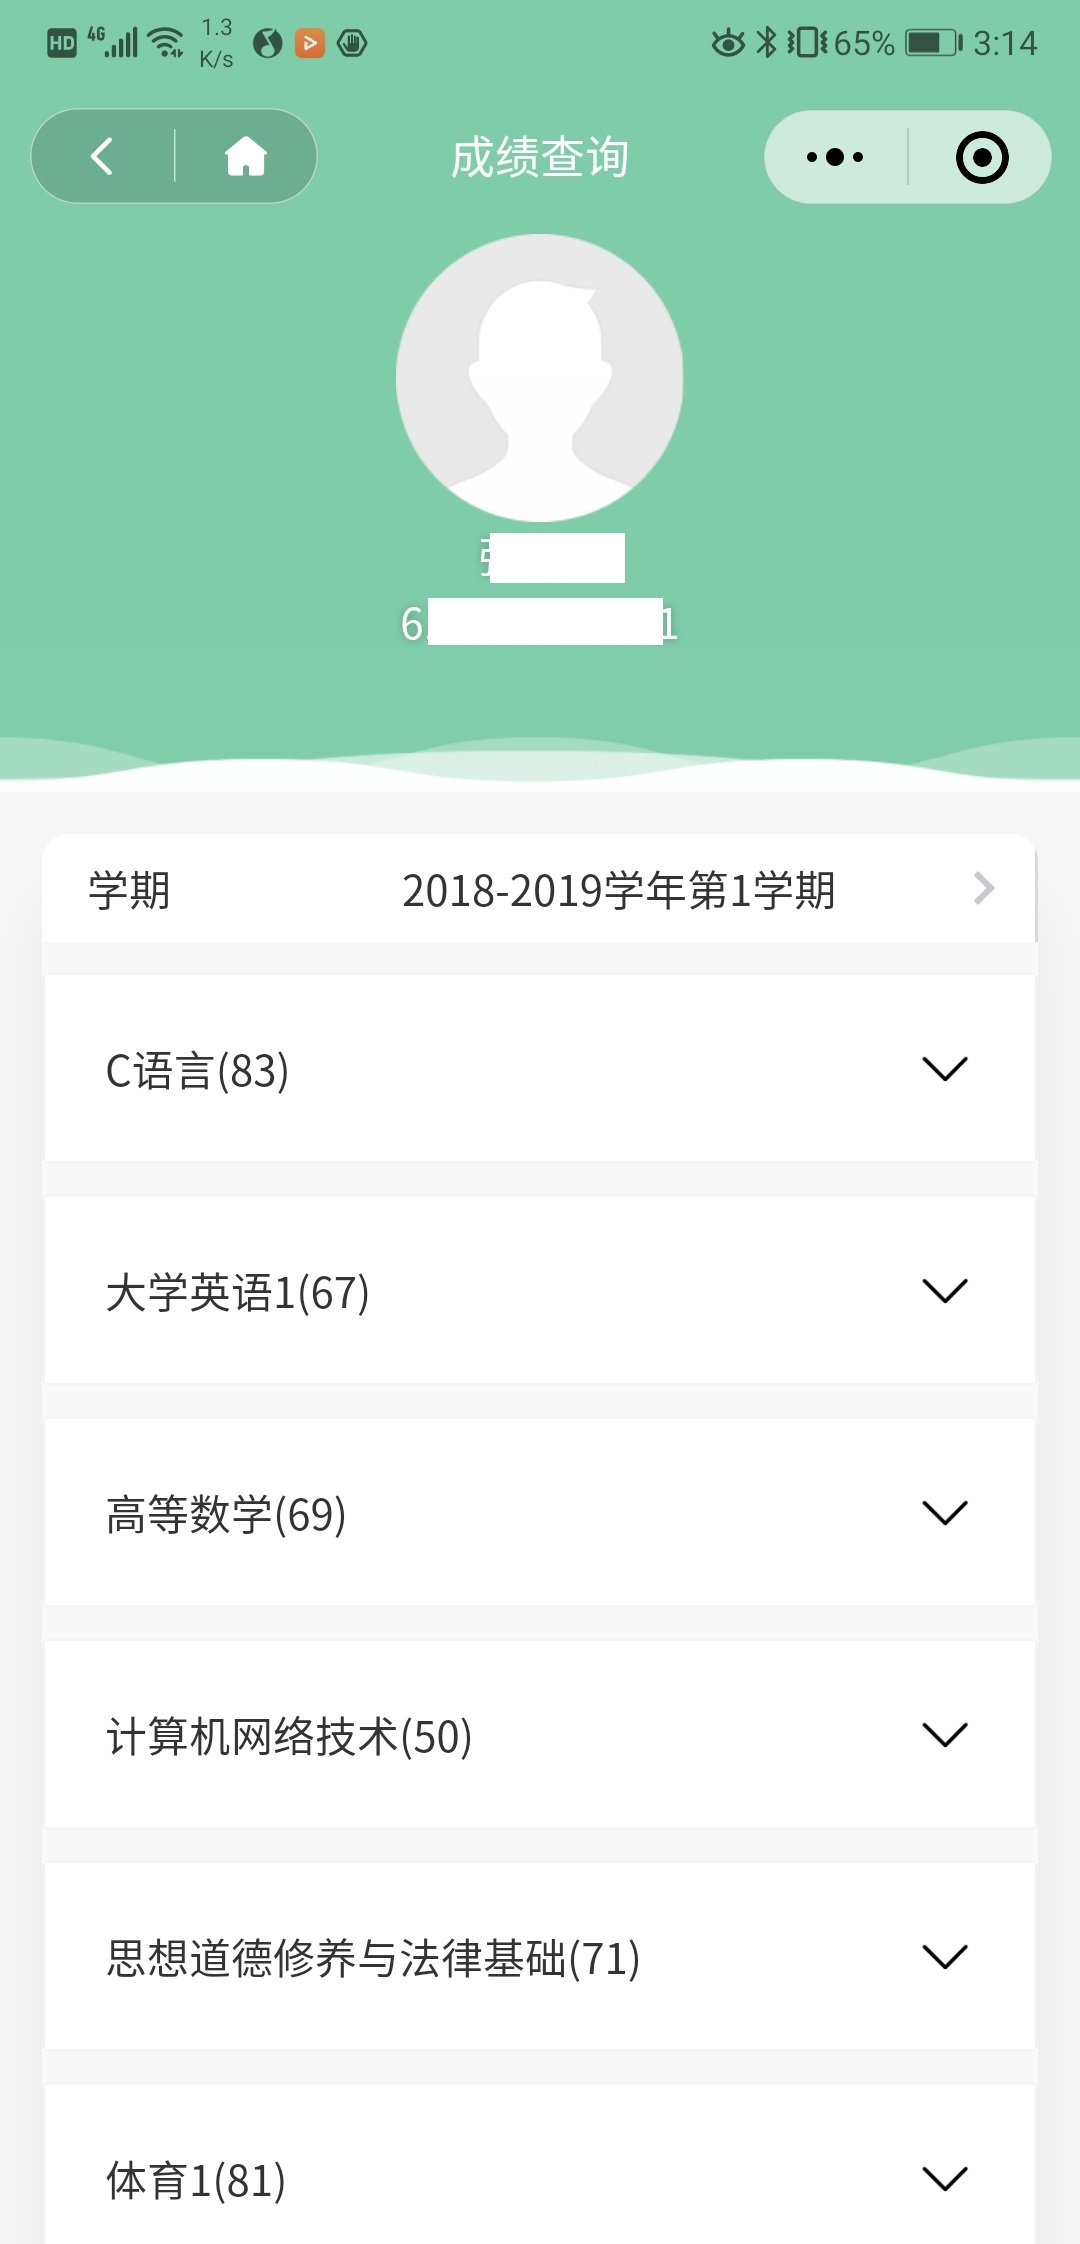 HD 4G 1.3 K/s 65% 3:14
成绩查询
6 1
学期 2018-2019学年第1学期
C语言(83)
大学英语1(67)
高等数学(69)
计算机网络技术(50)
思想道德修养与法律基础(71)
体育1(81)